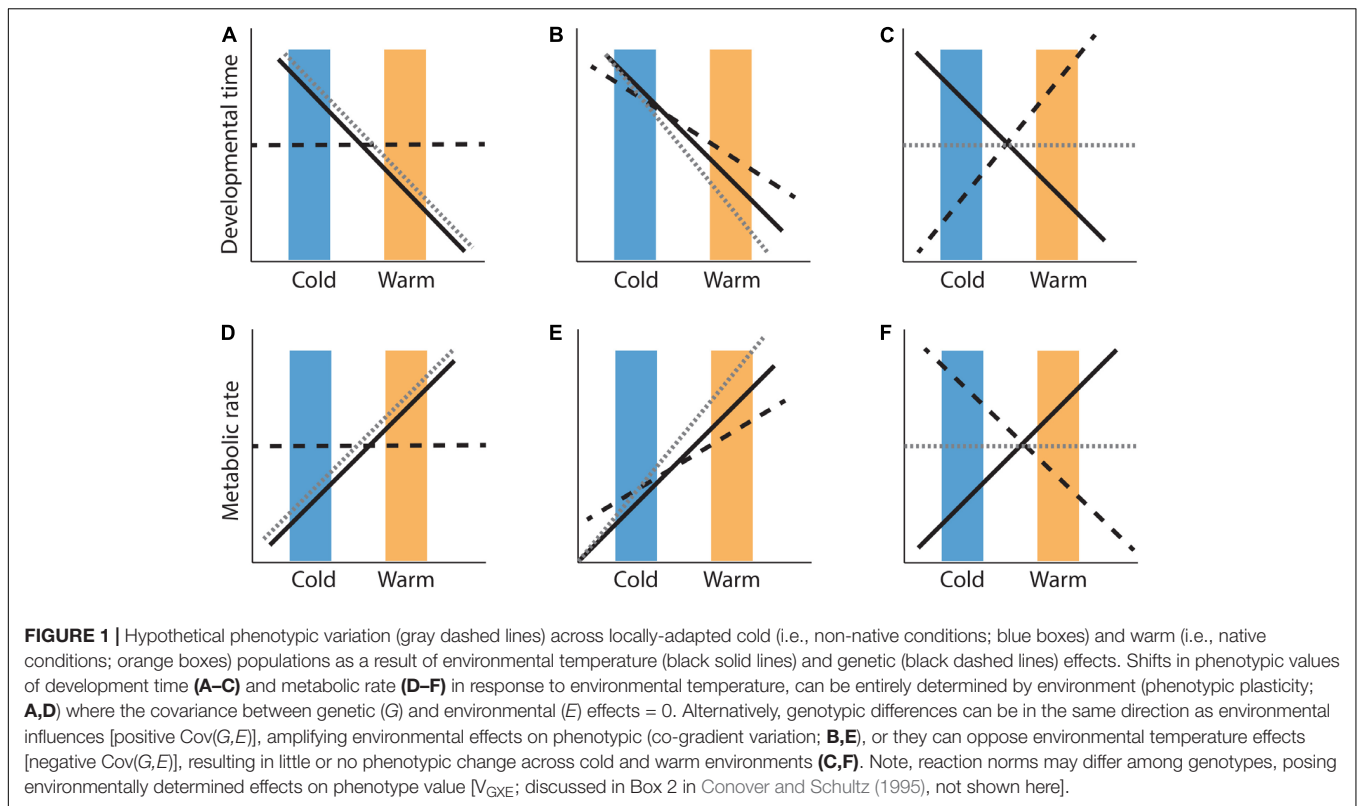 A
B
C
Developmental time
Cold
Warm
Cold
Warm
Cold
Warm
D
E
F
Metabolic rate
Cold
Warm
Cold
Warm
Cold
Warm
FIGURE 1 | Hypothetical phenotypic variation (gray dashed lines) across locally-adapted cold (i.e., non-native conditions; blue boxes) and warm (i.e., native
conditions; orange boxes) populations as a result of environmental temperature (black solid lines) and genetic (black dashed lines) effects. Shifts in phenotypic values
of development time (A–C) and metabolic rate (D–F) in response to environmental temperature, can be entirely determined by environment (phenotypic plasticity;
A,D) where the covariance between genetic (G) and environmental (E) effects = 0. Alternatively, genotypic differences can be in the same direction as environmental
influences [positive Cov(G,E)], amplifying environmental effects on phenotypic (co-gradient variation; B,E), or they can oppose environmental temperature effects
[negative Cov(G,E)], resulting in little or no phenotypic change across cold and warm environments (C,F). Note, reaction norms may differ among genotypes, posing
environmentally determined effects on phenotype value [VGXE; discussed in Box 2 in Conover and Schultz (1995), not shown here].